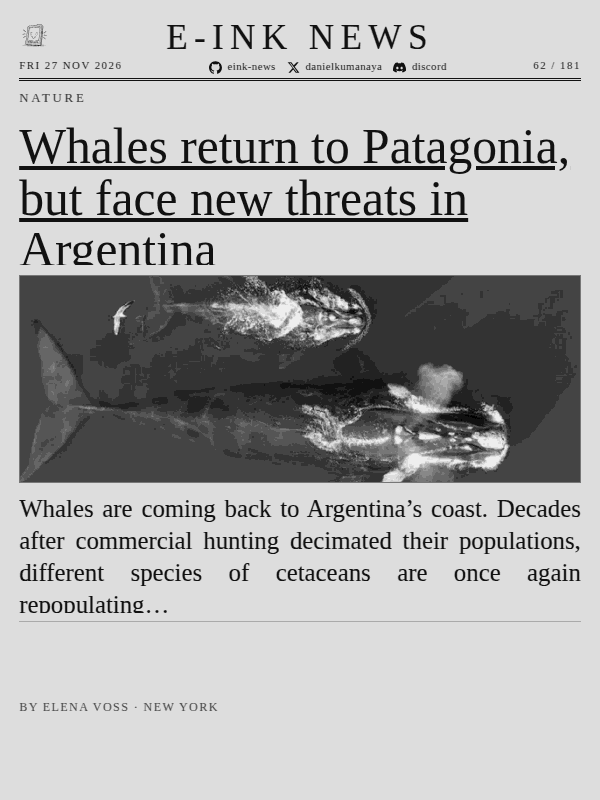 E-INK NEWS
FRI 27 NOV 2026
eink-news danielkumanaya discord
62 / 181
NATURE
Whales return to Patagonia,
but face new threats in
Argentina
Whales are coming back to Argentina’s coast. Decades
after commercial hunting decimated their populations,
different species of cetaceans are once again
repopulating…
BY ELENA VOSS · NEW YORK